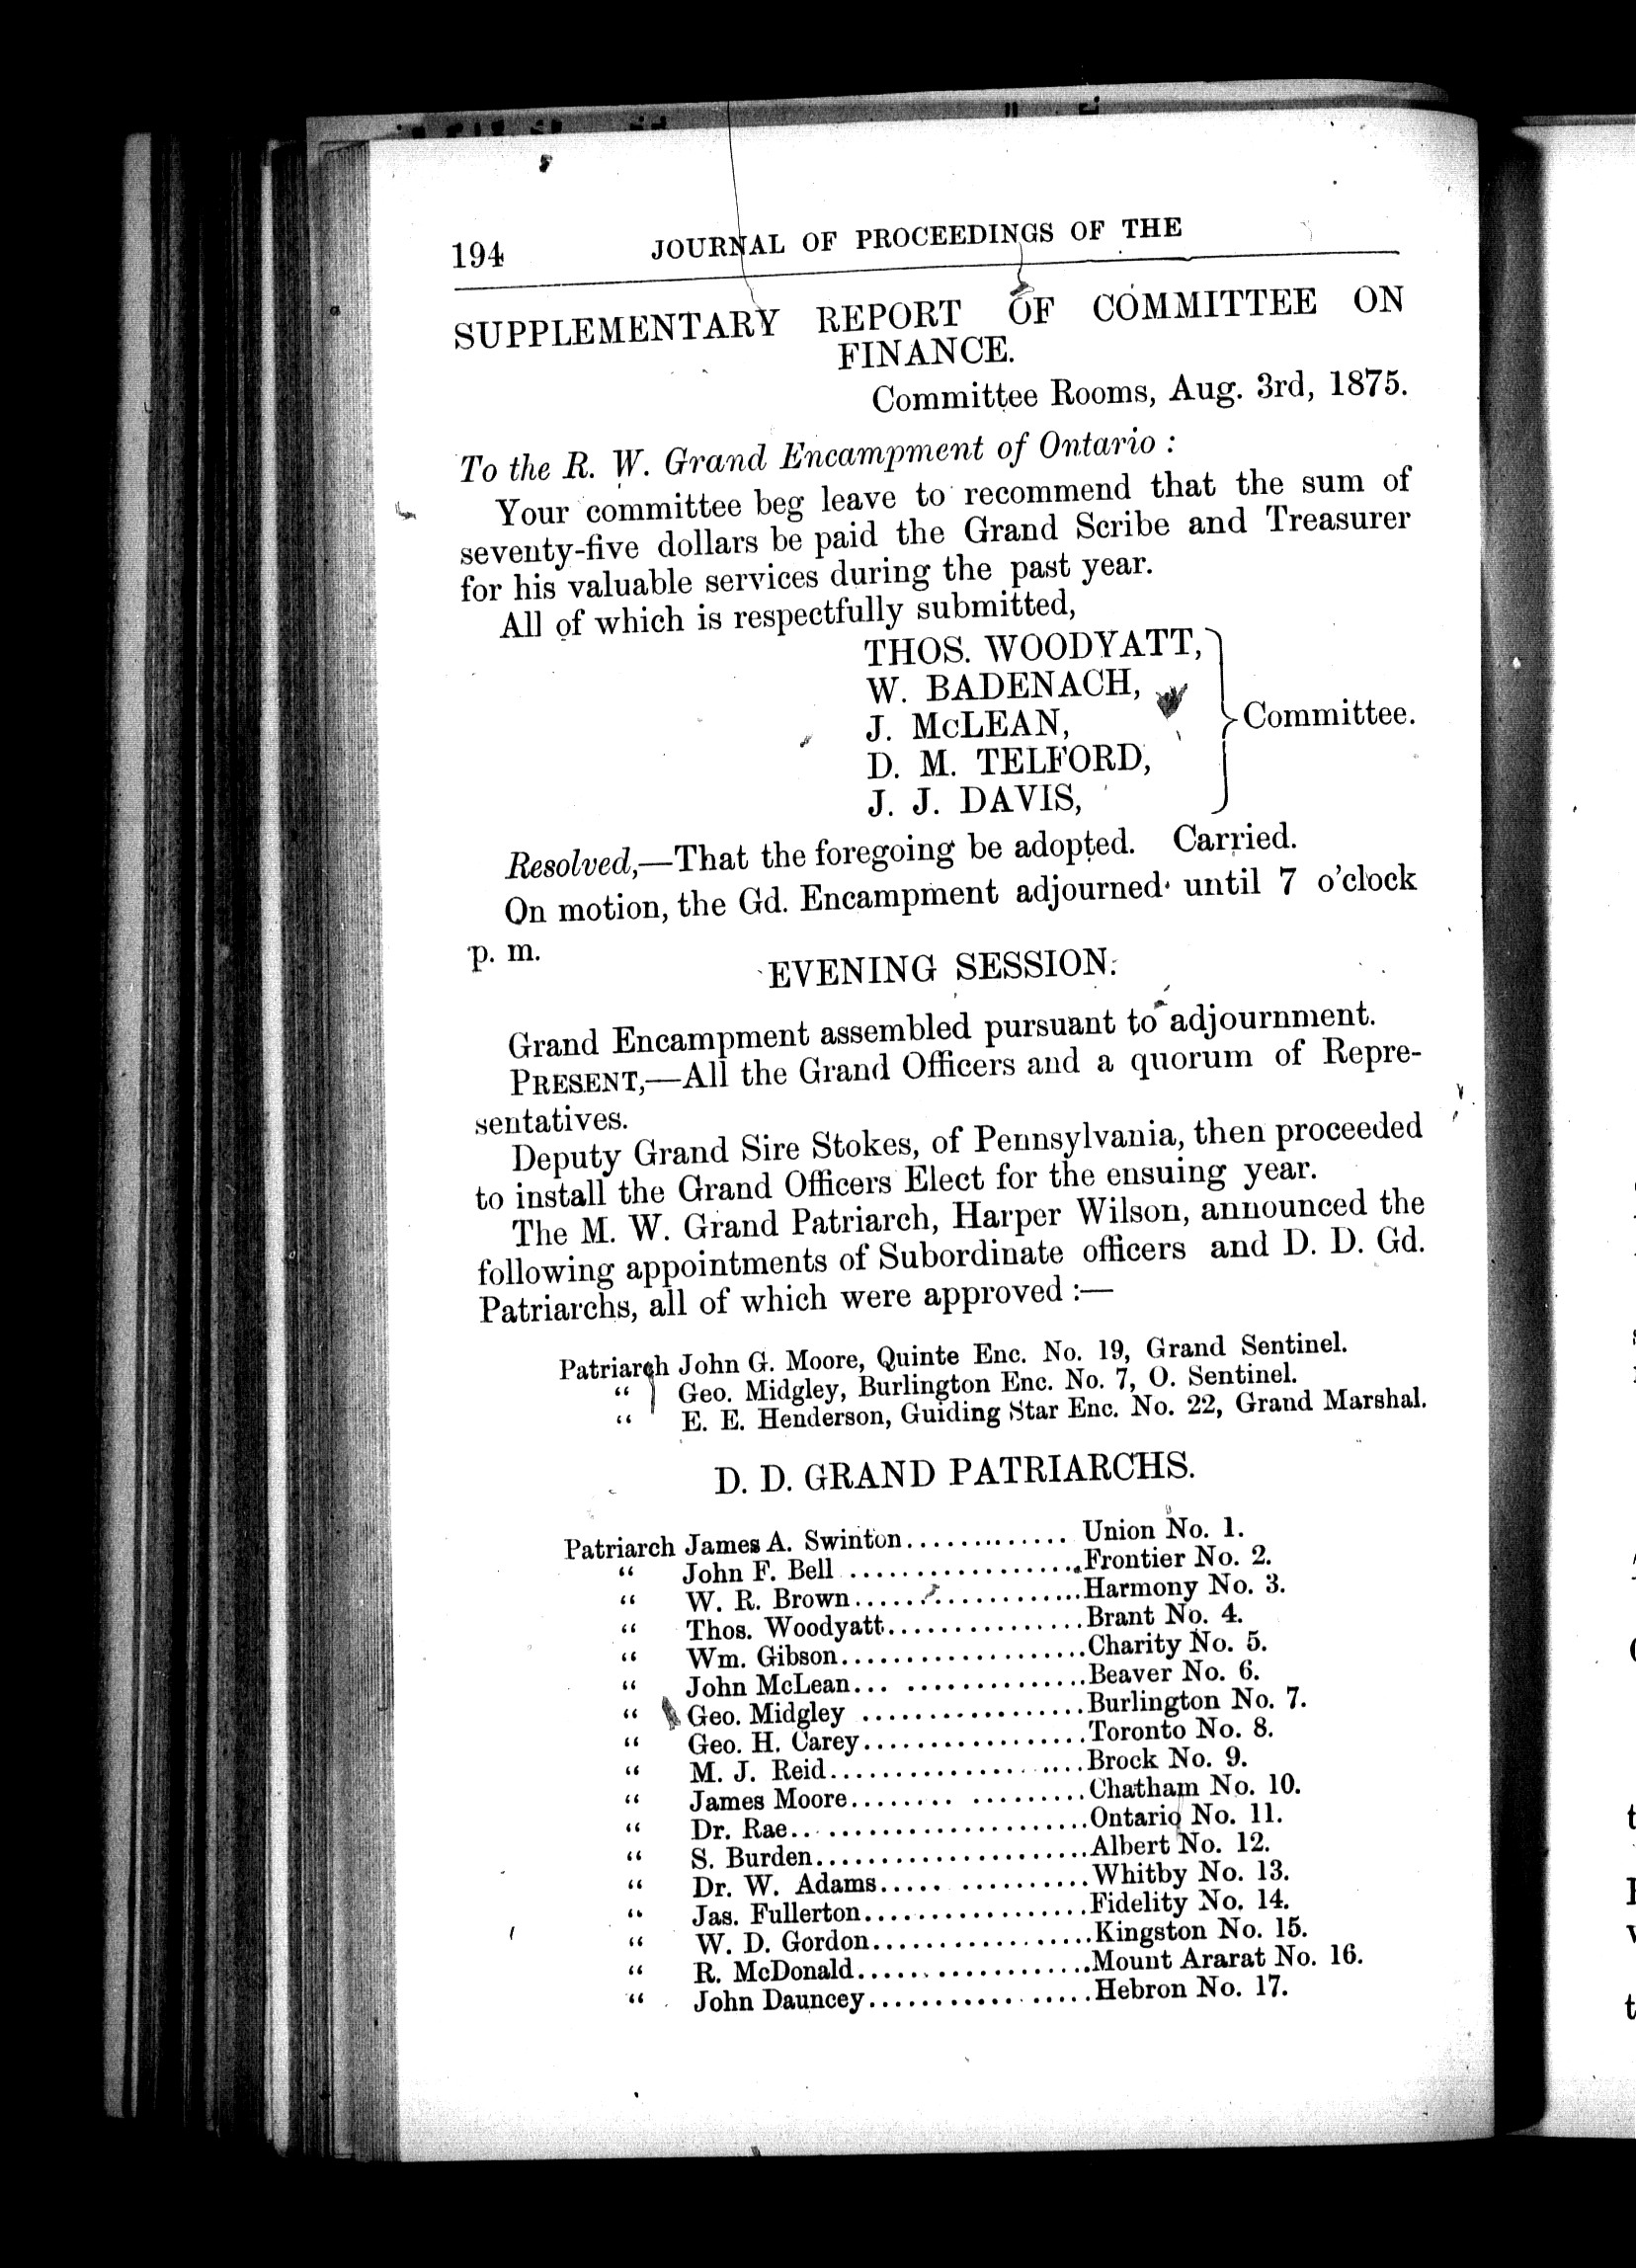 194 JOURNAL OF PROCEEDINGS OF THE
SUPPLEMENTARY REPORT OF COMMITTEE ON
FINANCE.
Committee Rooms, Aug. 3rd, 1875.
To the R. W. Grand Encampment of Ontario :
Your committee beg leave to recommend that the sum of
seventy-five dollars be paid the Grand Scribe and Treasurer
for his valuable services during the past year.
All of which is respectfully submitted,
THOS. WOODYATT,
W. BADENACH,
J. McLEAN,
D. M. TELFORD,
J. J. DAVIS,
Committee.
Resolved,—That the foregoing be adopted. Carried.
On motion, the Gd. Encampment adjourned until 7 o'clock
p. m.
EVENING SESSION.
Grand Encampment assembled pursuant to adjournment.
PRESENT,—All the Grand Officers and a quorum of Repre-
sentatives.
Deputy Grand Sire Stokes, of Pennsylvania, then proceeded
to install the Grand Officers Elect for the ensuing year.
The M. W. Grand Patriarch, Harper Wilson, announced the
following appointments of Subordinate officers and D. D. Gd.
Patriarchs, all of which were approved :—
Patriarch John G. Moore, Quinte Enc. No. 19, Grand Sentinel.
“ Geo. Midgley, Burlington Enc. No. 7, O. Sentinel.
“ E. E. Henderson, Guiding Star Enc. No. 22, Grand Marshal.
D. D. GRAND PATRIARCHS.
Patriarch James A. Swinton............. Union No. 1.
“ John F. Bell ...................Frontier No. 2.
“ W. R. Brown..................Harmony No. 3.
“ Thos. Woodyatt...............Brant No. 4.
“ Wm. Gibson...................Charity No. 5.
“ John McLean... ..............Beaver No. 6.
“ Geo. Midgley .................Burlington No. 7.
“ Geo. H. Carey.................Toronto No. 8.
“ M. J. Reid................ ....Brock No. 9.
“ James Moore........ .........Chatham No. 10.
“ Dr. Rae.. .....................Ontario No. 11.
“ S. Burden.....................Albert No. 12.
“ Dr. W. Adams..... ..........Whitby No. 13.
“ Jas. Fullerton.................Fidelity No. 14.
“ W. D. Gordon.................Kingston No. 15.
“ R. McDonald..................Mount Ararat No. 16.
“ John Dauncey........... .....Hebron No. 17.